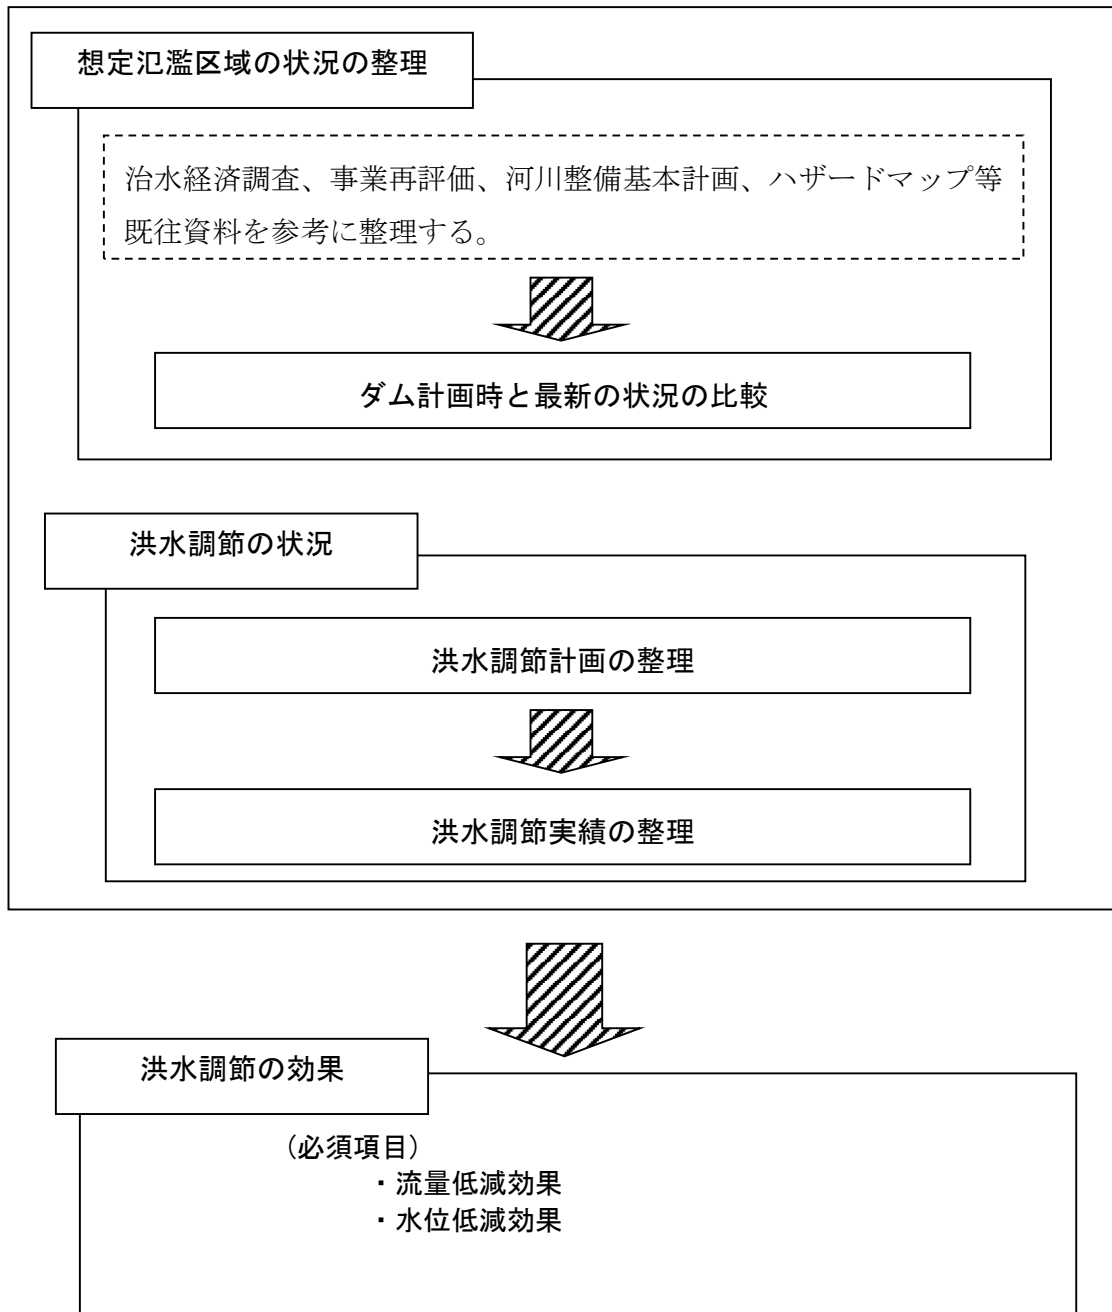 想定氾濫区域の状況の整理
治水経済調査、事業再評価、河川整備基本計画、ハザードマップ等
既往資料を参考に整理する。
ダム計画時と最新の状況の比較
洪水調節の状況
洪水調節計画の整理
洪水調節実績の整理
洪水調節の効果
（必須項目）
・流量低減効果
・水位低減効果